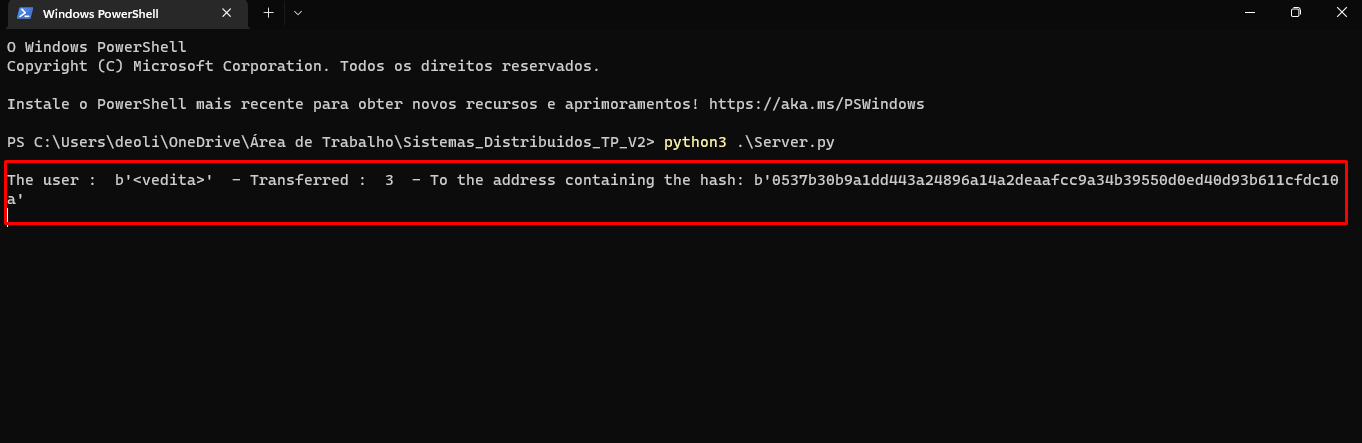 Windows PowerShell
O Windows PowerShell
Copyright (C) Microsoft Corporation. Todos os direitos reservados.
Instale o PowerShell mais recente para obter novos recursos e aprimoramentos! https://aka.ms/PSWindows
PS C:\Users\deoli\OneDrive\Área de Trabalho\Sistemas_Distribuidos_TP_V2> python3 .\Server.py
The user :  b'<vedita>'  - Transferred :  3  - To the address containing the hash: b'0537b30b9a1dd443a24896a14a2deaafcc9a34b39550d0ed40d93b611cfdc10
a'